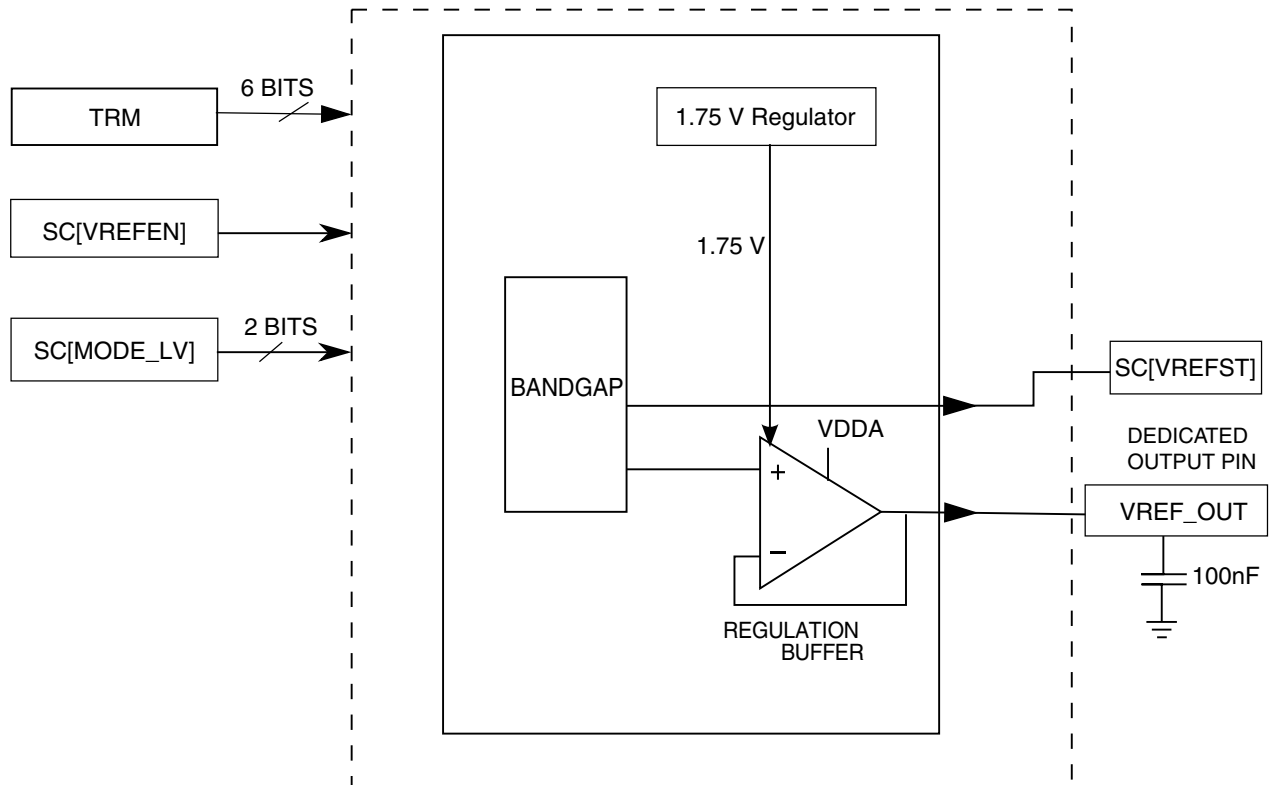 6 BITS
TRM
1.75 V Regulator
SC[VREFEN]
1.75 V
2 BITS
SC[MODE_LV]
BANDGAP
SC[VREFST]
VDDA
DEDICATED
OUTPUT PIN
+
VREF_OUT
–
100nF
REGULATION
BUFFER